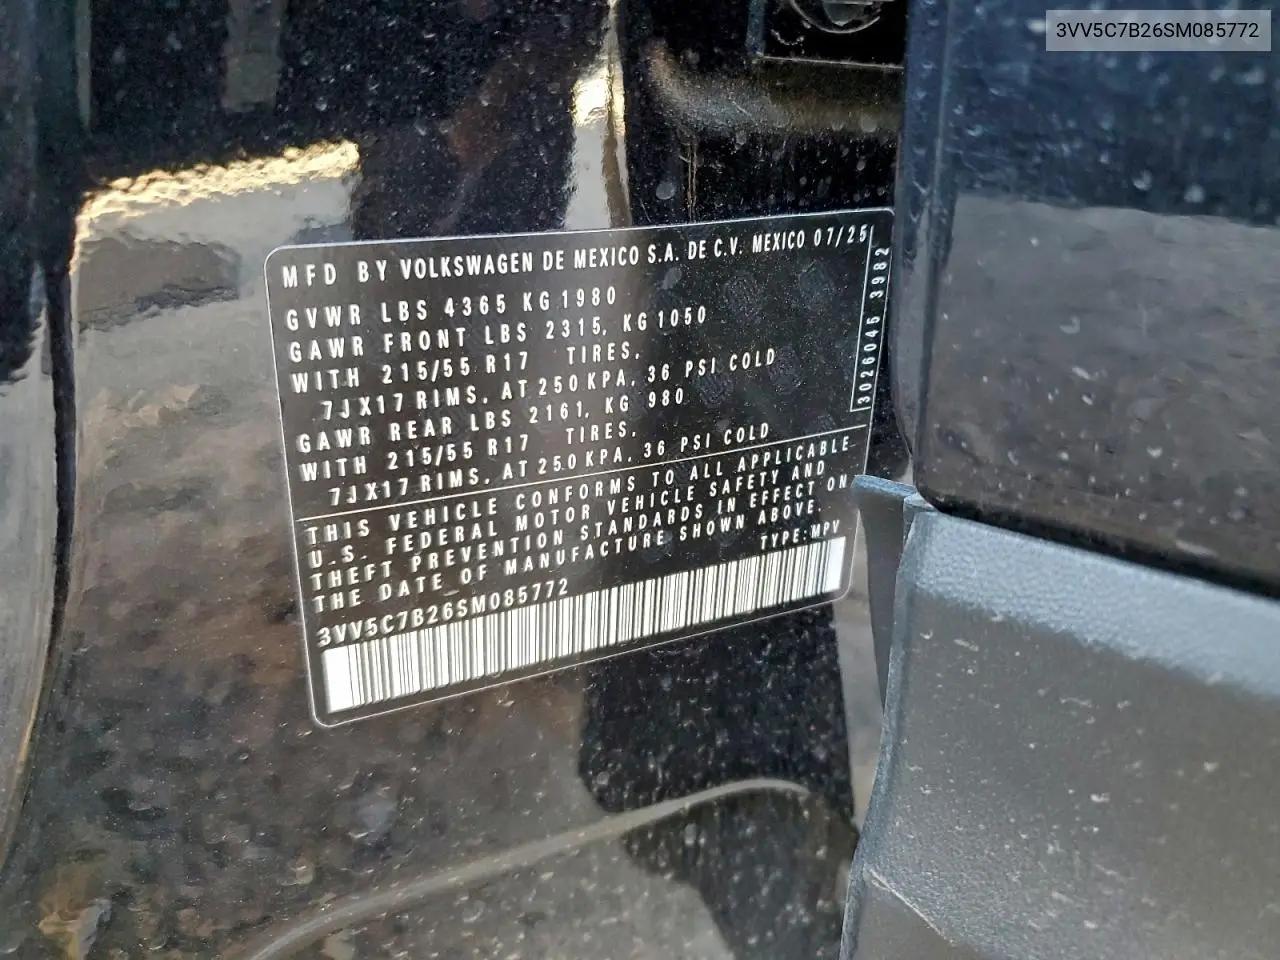 3VV5C7B26SM085772
MFD BY VOLKSWAGEN DE MEXICO S.A. DE C.V. MEXICO 07/25
GVWR LBS 4365 KG 1980
GAWR FRONT LBS 2315, KG 1050
WITH 215/55 R17 TIRES,
7JX17 RIMS, AT 250 KPA, 36 PSI COLD
GAWR REAR LBS 2161, KG 980
WITH 215/55 R17 TIRES,
7JX17 RIMS, AT 250 KPA, 36 PSI COLD
3026045 3982
THIS VEHICLE CONFORMS TO ALL APPLICABLE
U.S. FEDERAL MOTOR VEHICLE SAFETY AND
THEFT PREVENTION STANDARDS IN EFFECT ON
THE DATE OF MANUFACTURE SHOWN ABOVE.
3VV5C7B26SM085772 TYPE: MPV